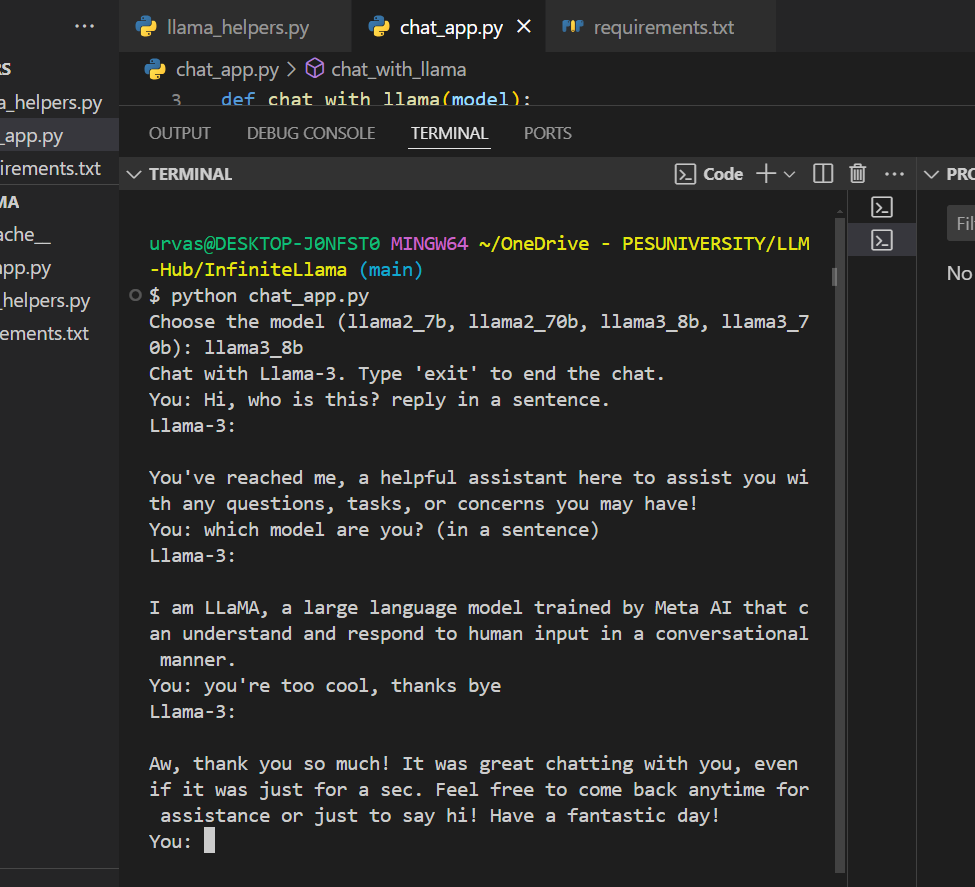 llama_helpers.py
chat_app.py
requirements.txt
RS
a_helpers.py
_app.py
irements.txt
MA
ache__
app.py
_helpers.py
ements.txt
chat_app.py > chat_with_llama
3 def chat_with_llama(model):
OUTPUT DEBUG CONSOLE TERMINAL PORTS
TERMINAL
Code
PRO
Fil
No
urvas@DESKTOP-J0NFST0 MINGW64 ~/OneDrive - PESUNIVERSITY/LLM
-Hub/InfiniteLlama (main)
$ python chat_app.py
Choose the model (llama2_7b, llama2_70b, llama3_8b, llama3_7
0b): llama3_8b
Chat with Llama-3. Type 'exit' to end the chat.
You: Hi, who is this? reply in a sentence.
Llama-3:
You've reached me, a helpful assistant here to assist you wi
th any questions, tasks, or concerns you may have!
You: which model are you? (in a sentence)
Llama-3:
I am LLaMA, a large language model trained by Meta AI that c
an understand and respond to human input in a conversational
 manner.
You: you're too cool, thanks bye
Llama-3:
Aw, thank you so much! It was great chatting with you, even
if it was just for a sec. Feel free to come back anytime for
 assistance or just to say hi! Have a fantastic day!
You: